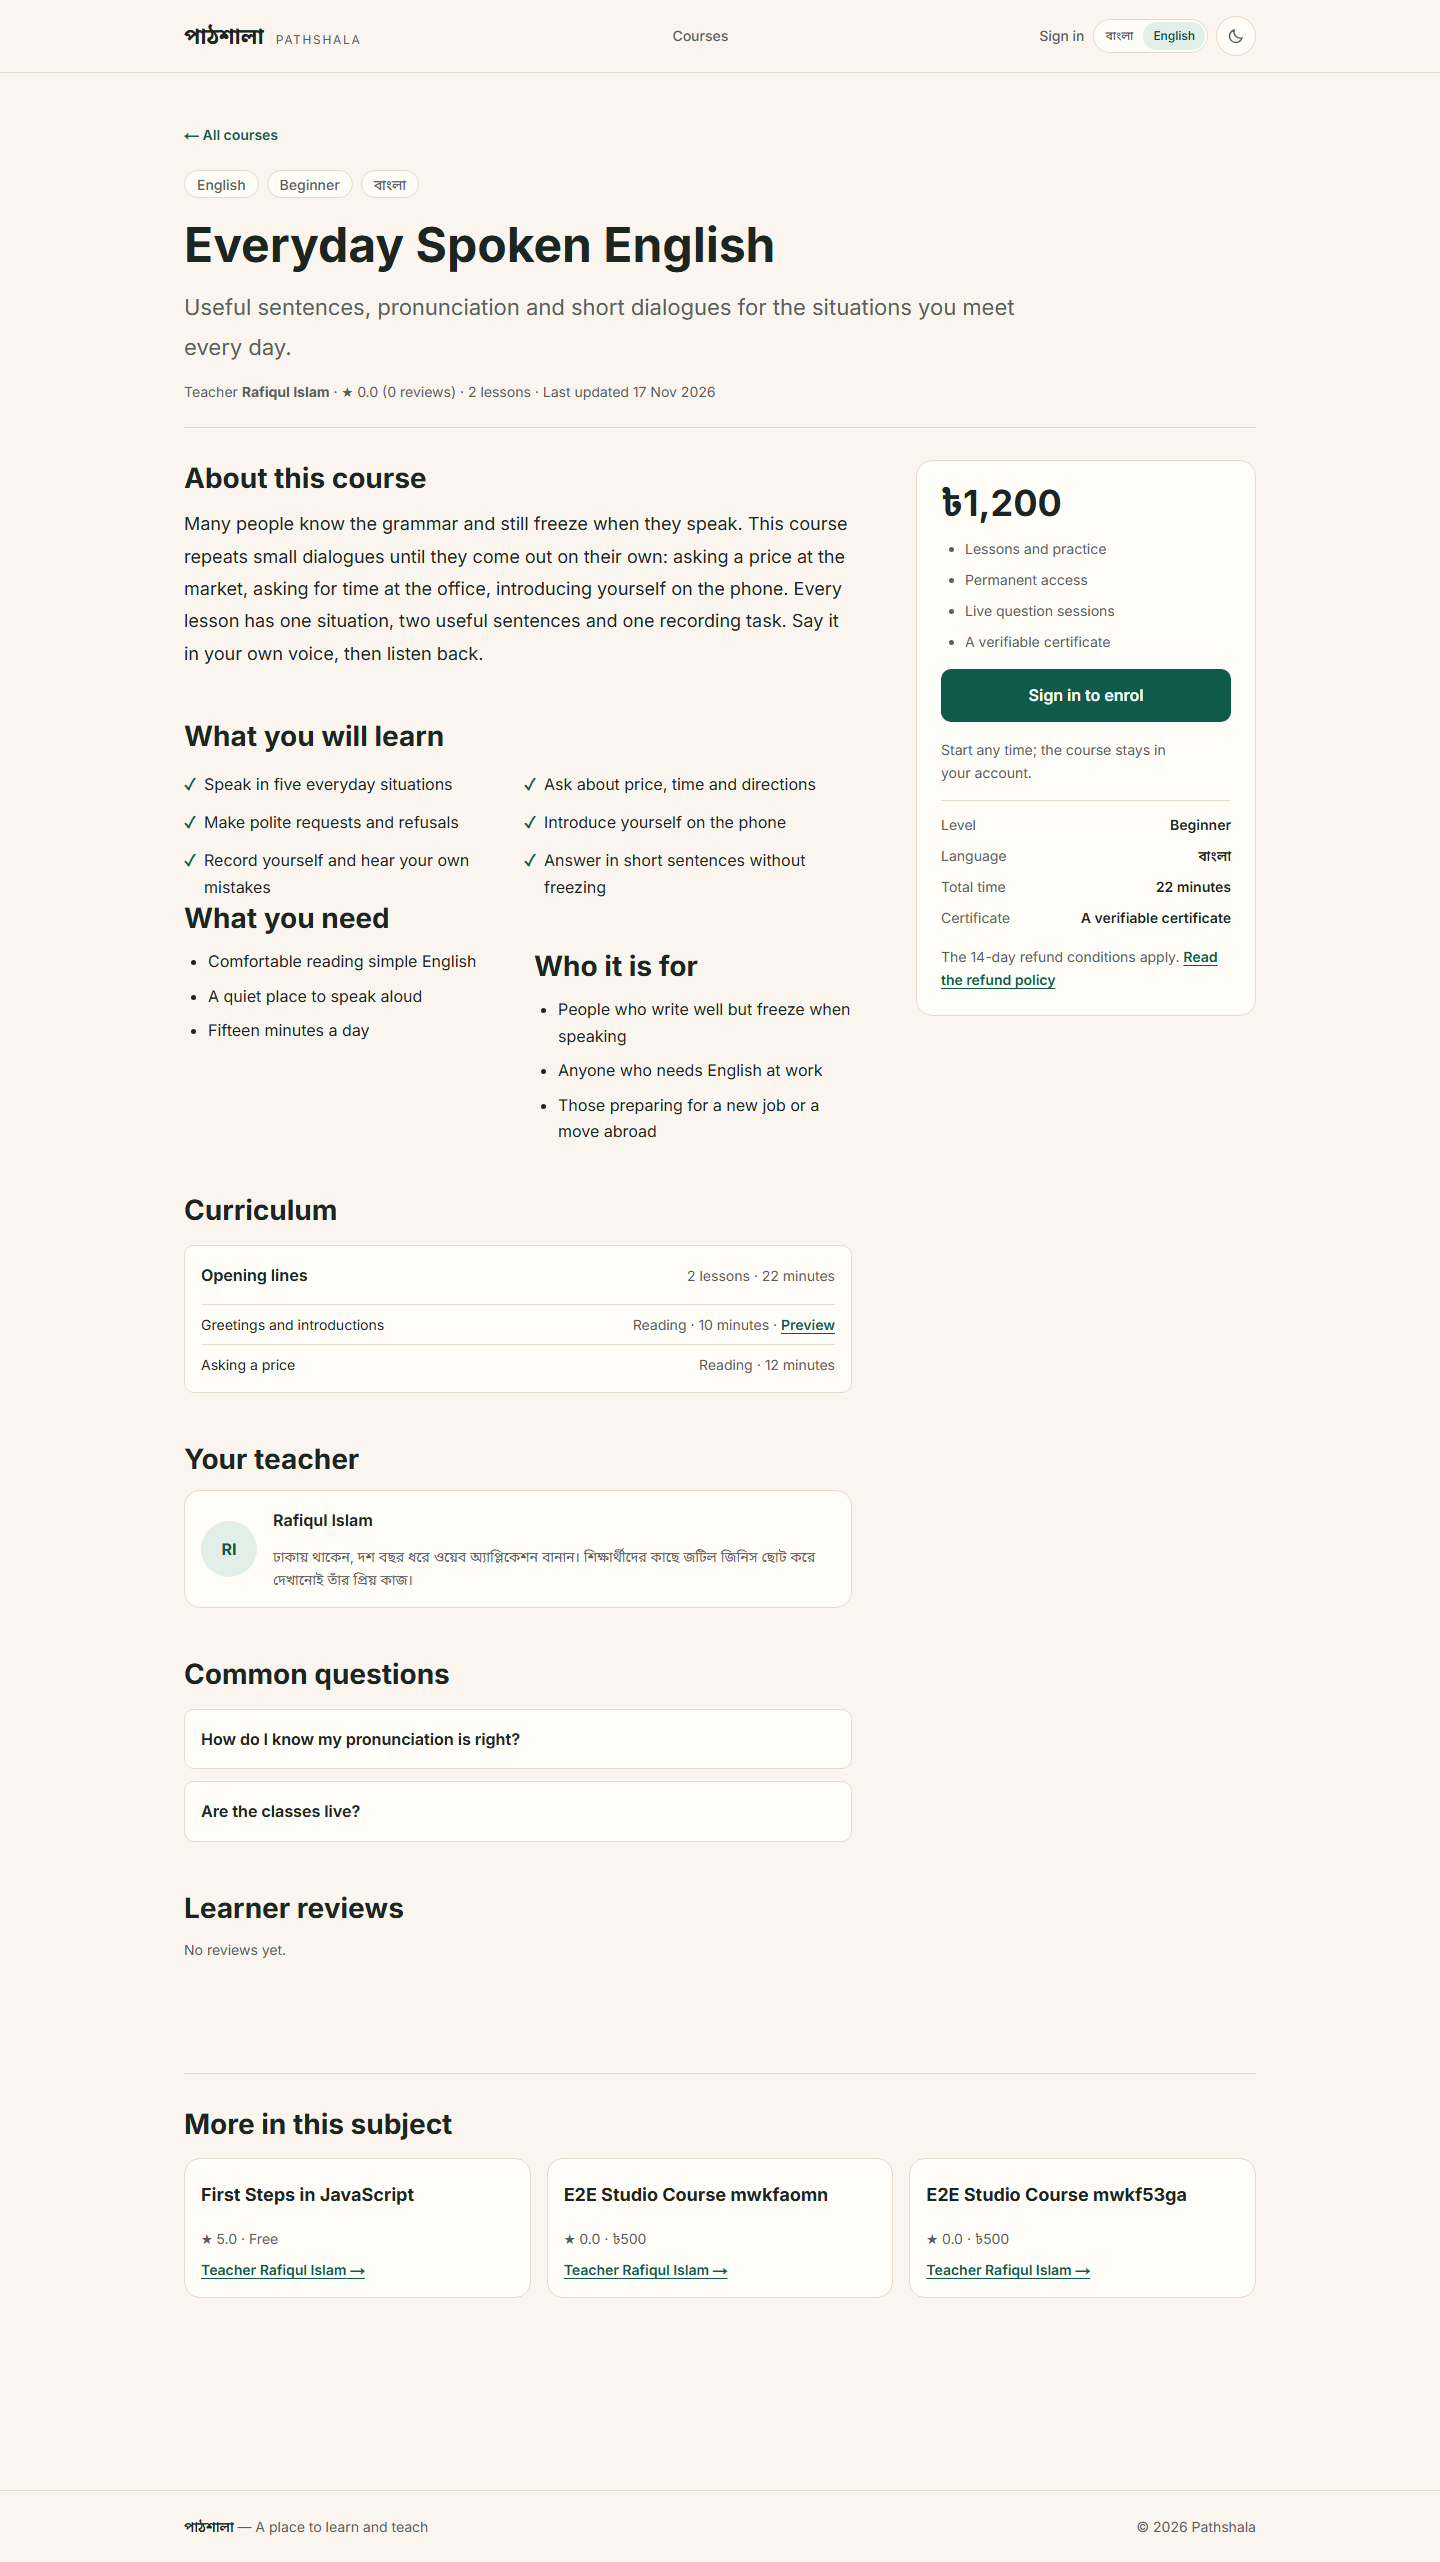 পাঠশালা PATHSHALA
Courses
Sign in
বাংলা
English
← All courses
English
Beginner
বাংলা
Everyday Spoken English
Useful sentences, pronunciation and short dialogues for the situations you meet
every day.
Teacher Rafiqul Islam · ★ 0.0 (0 reviews) · 2 lessons · Last updated 17 Nov 2026
About this course
Many people know the grammar and still freeze when they speak. This course
repeats small dialogues until they come out on their own: asking a price at the
market, asking for time at the office, introducing yourself on the phone. Every
lesson has one situation, two useful sentences and one recording task. Say it
in your own voice, then listen back.
What you will learn
✓ Speak in five everyday situations
✓ Ask about price, time and directions
✓ Make polite requests and refusals
✓ Introduce yourself on the phone
✓ Record yourself and hear your own
mistakes
✓ Answer in short sentences without
freezing
What you need
• Comfortable reading simple English
• A quiet place to speak aloud
• Fifteen minutes a day
Who it is for
• People who write well but freeze when
speaking
• Anyone who needs English at work
• Those preparing for a new job or a
move abroad
৳1,200
• Lessons and practice
• Permanent access
• Live question sessions
• A verifiable certificate
Sign in to enrol
Start any time; the course stays in
your account.
Level Beginner
Language বাংলা
Total time 22 minutes
Certificate A verifiable certificate
The 14-day refund conditions apply. Read
the refund policy
Curriculum
Opening lines 2 lessons · 22 minutes
Greetings and introductions Reading · 10 minutes · Preview
Asking a price Reading · 12 minutes
Your teacher
RI
Rafiqul Islam
ঢাকায় থাকেন, দশ বছর ধরে ওয়েব অ্যাপ্লিকেশন বানান। শিক্ষার্থীদের কাছে জটিল জিনিস ছোট করে
দেখানোই তাঁর প্রিয় কাজ।
Common questions
How do I know my pronunciation is right?
Are the classes live?
Learner reviews
No reviews yet.
More in this subject
First Steps in JavaScript
★ 5.0 · Free
Teacher Rafiqul Islam →
E2E Studio Course mwkfaomn
★ 0.0 · ৳500
Teacher Rafiqul Islam →
E2E Studio Course mwkf53ga
★ 0.0 · ৳500
Teacher Rafiqul Islam →
পাঠশালা — A place to learn and teach
© 2026 Pathshala